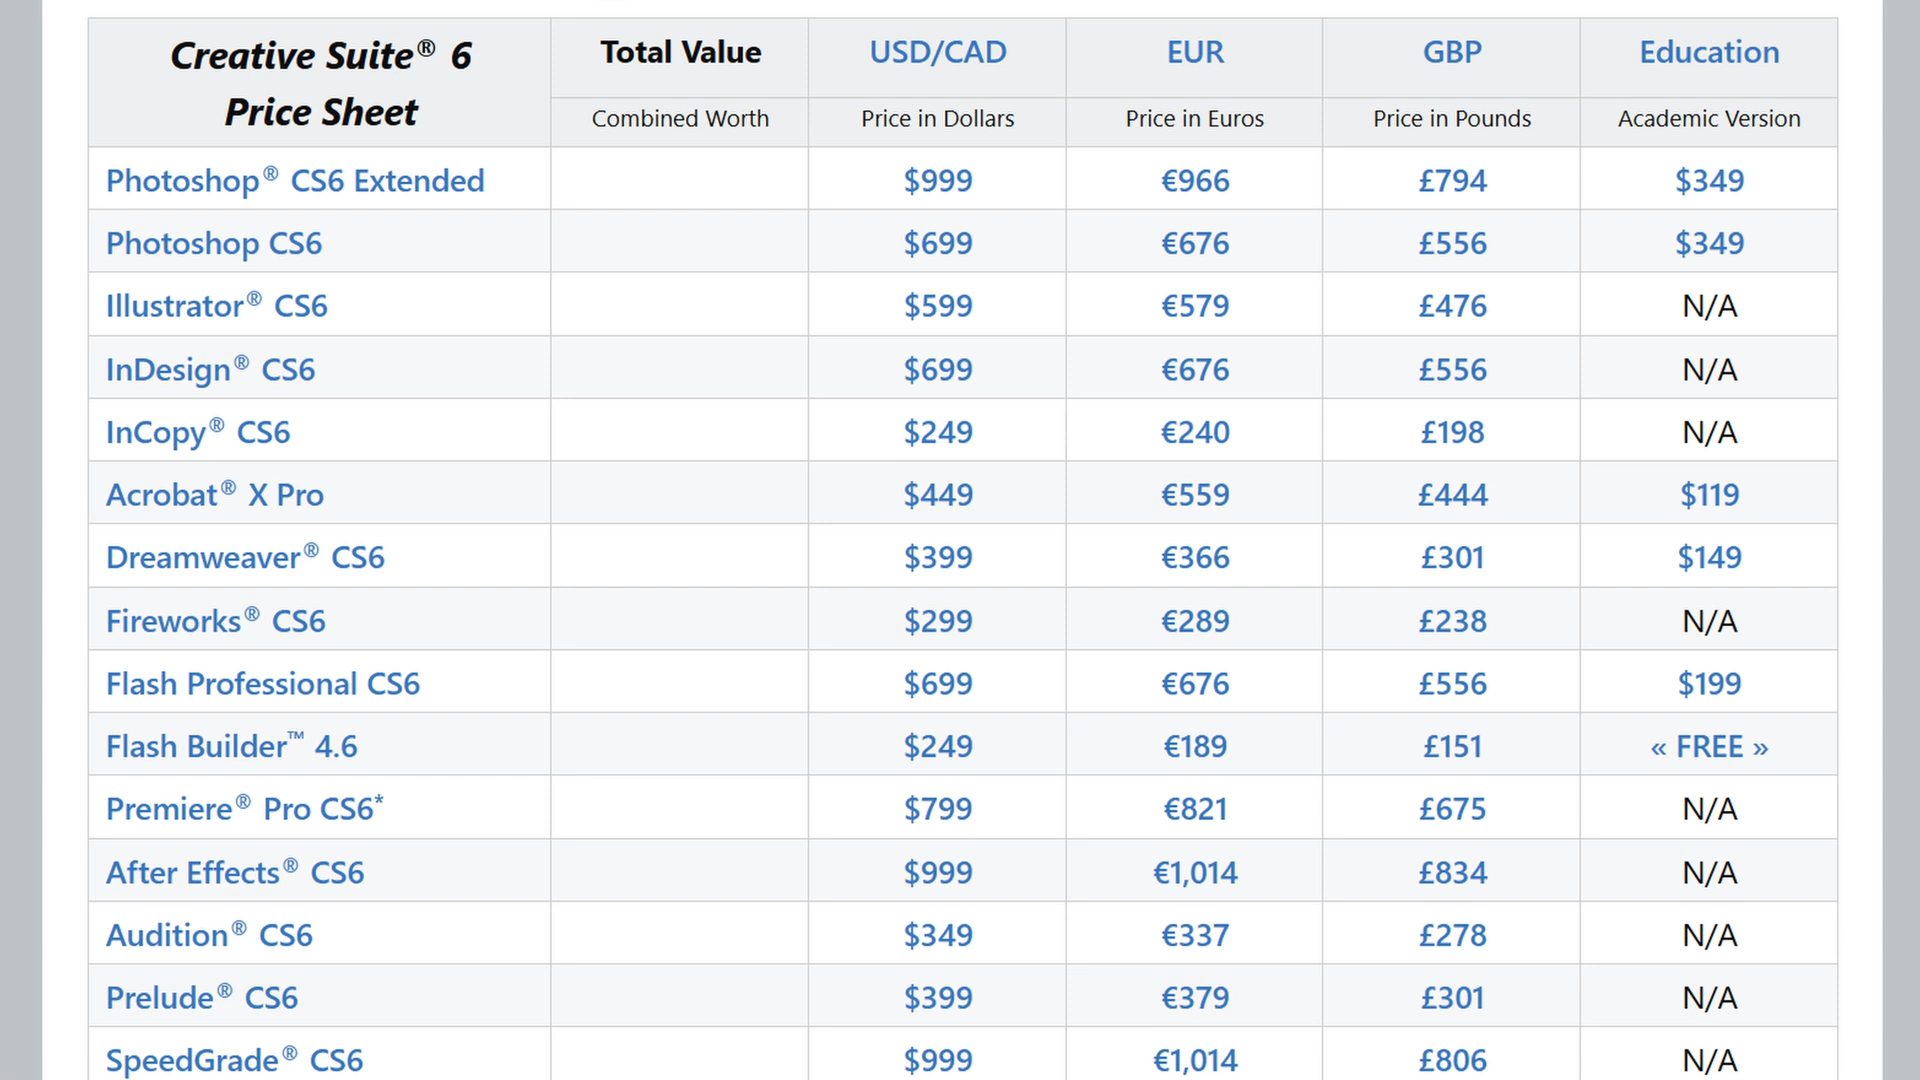 Creative Suite® 6 Price Sheet Total Value USD/CAD EUR GBP Education
Combined Worth Price in Dollars Price in Euros Price in Pounds Academic Version
Photoshop® CS6 Extended $999 €966 £794 $349
Photoshop CS6 $699 €676 £556 $349
Illustrator® CS6 $599 €579 £476 N/A
InDesign® CS6 $699 €676 £556 N/A
InCopy® CS6 $249 €240 £198 N/A
Acrobat® X Pro $449 €559 £444 $119
Dreamweaver® CS6 $399 €366 £301 $149
Fireworks® CS6 $299 €289 £238 N/A
Flash Professional CS6 $699 €676 £556 $199
Flash Builder™ 4.6 $249 €189 £151 « FREE »
Premiere® Pro CS6* $799 €821 £675 N/A
After Effects® CS6 $999 €1,014 £834 N/A
Audition® CS6 $349 €337 £278 N/A
Prelude® CS6 $399 €379 £301 N/A
SpeedGrade® CS6 $999 €1,014 £806 N/A